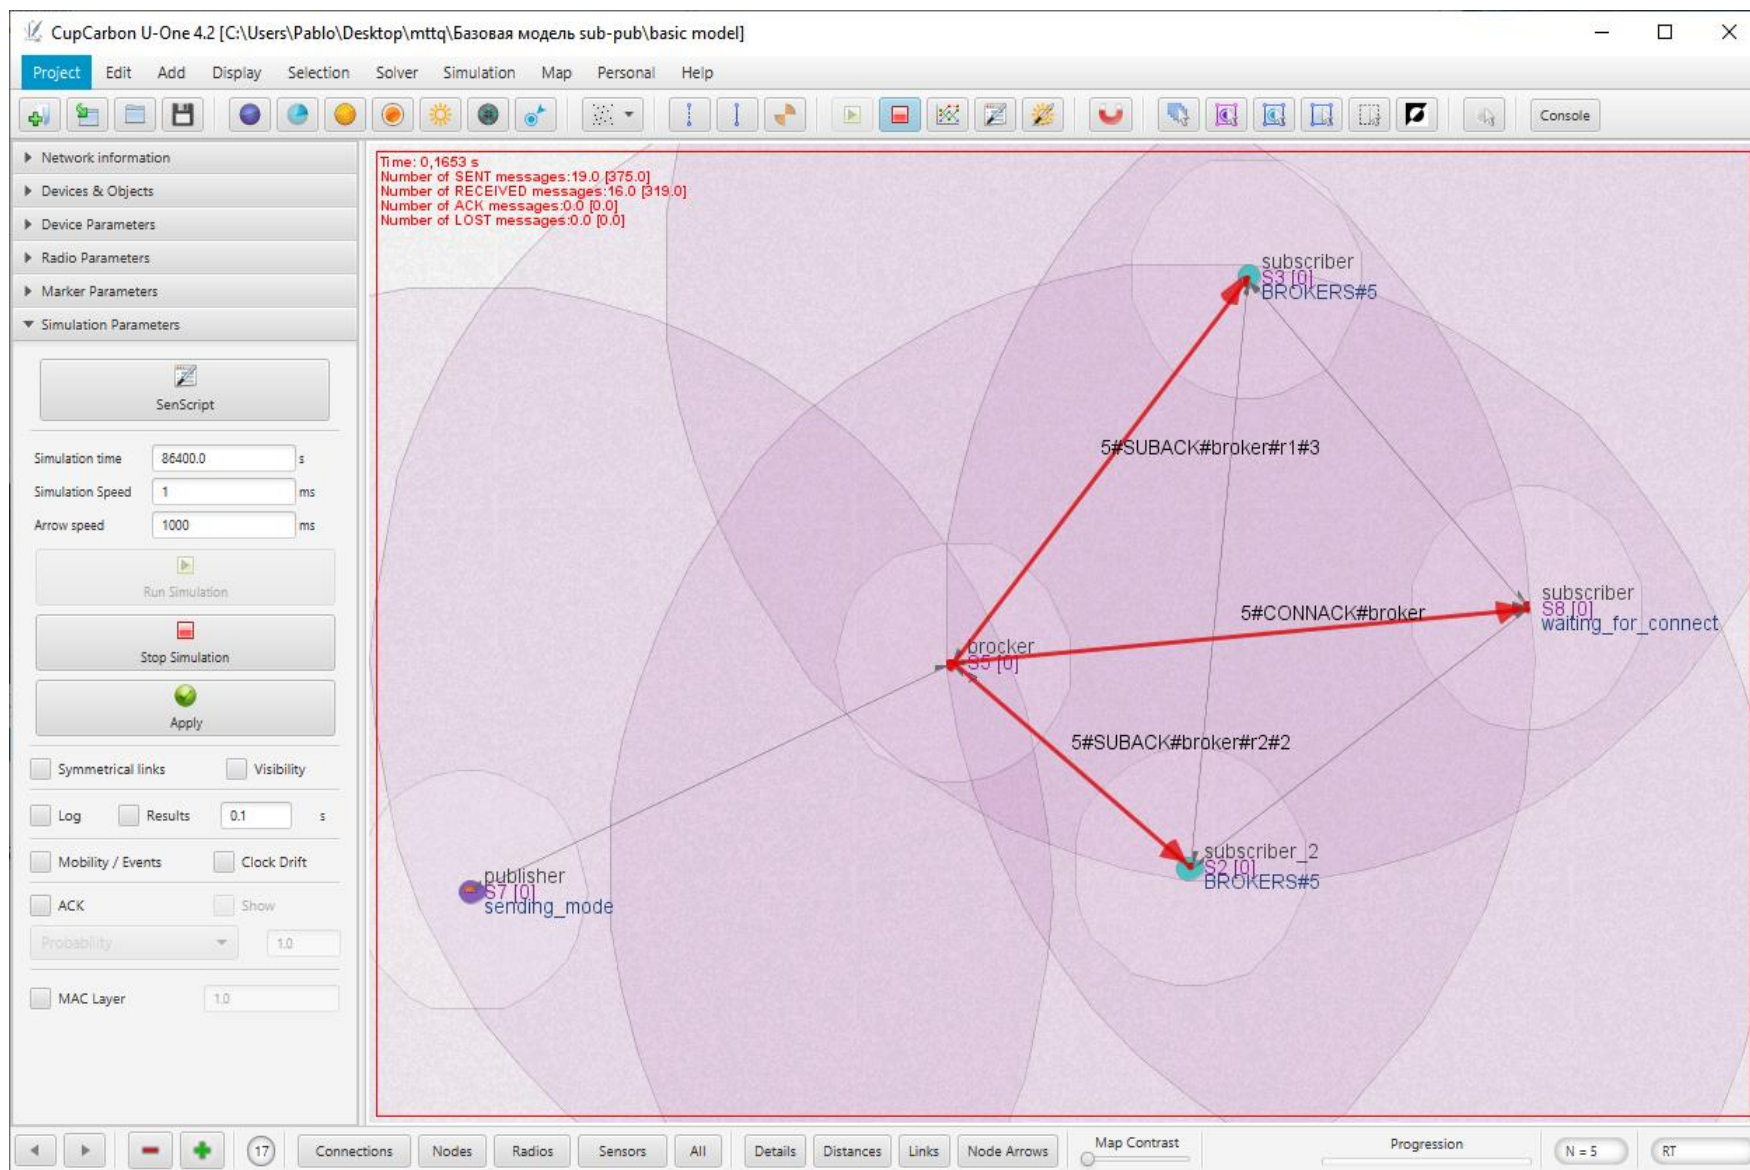 CupCarbon U-One 4.2 [C:\Users\Pablo\Desktop\mttq\Базовая модель sub-pub\basic model]
Project Edit Add Display Selection Solver Simulation Map Personal Help
Console
Network information
Devices & Objects
Device Parameters
Radio Parameters
Marker Parameters
Simulation Parameters
SenScript
Simulation time 86400.0 s
Simulation Speed 1 ms
Arrow speed 1000 ms
Run Simulation
Stop Simulation
Apply
Symmetrical links Visibility
Log Results 0.1 s
Mobility / Events Clock Drift
ACK Show
Probability 1.0
MAC Layer 1.0
Time: 0,1653 s
Number of SENT messages:19.0 [375.0]
Number of RECEIVED messages:16.0 [319.0]
Number of ACK messages:0.0 [0.0]
Number of LOST messages:0.0 [0.0]
subscriber
S3 [0]
BROKERS#5
5#SUBACK#broker#r1#3
subscriber
S8 [0]
waiting_for_connect
5#CONNACK#broker
brocker
S5 [0]
5#SUBACK#broker#r2#2
subscriber_2
S2 [0]
BROKERS#5
publisher
S7 [0]
sending_mode
17 Connections Nodes Radios Sensors All Details Distances Links Node Arrows Map Contrast Progression N = 5 RT